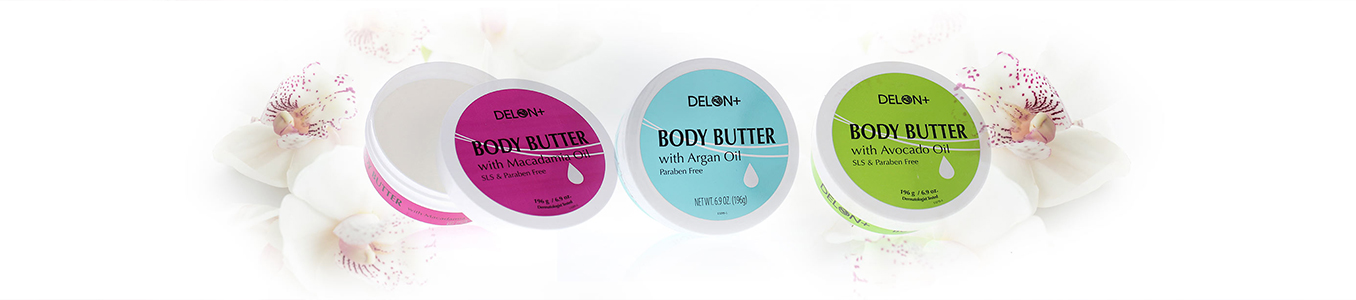 DELON+
BODY BUTTER
with Macadamia Oil
SLS & Paraben Free
196 g / 6.9 oz.
Dermatologist Tested
BUTTER
with Macadamia
DELON+
BODY BUTTER
with Argan Oil
Paraben Free
NET WT. 6.9 OZ. (196g)
DELON+
BODY BUTTER
with Avocado Oil
SLS & Paraben Free
196 g / 6.9 oz.
Dermatologist Tested
DELON+